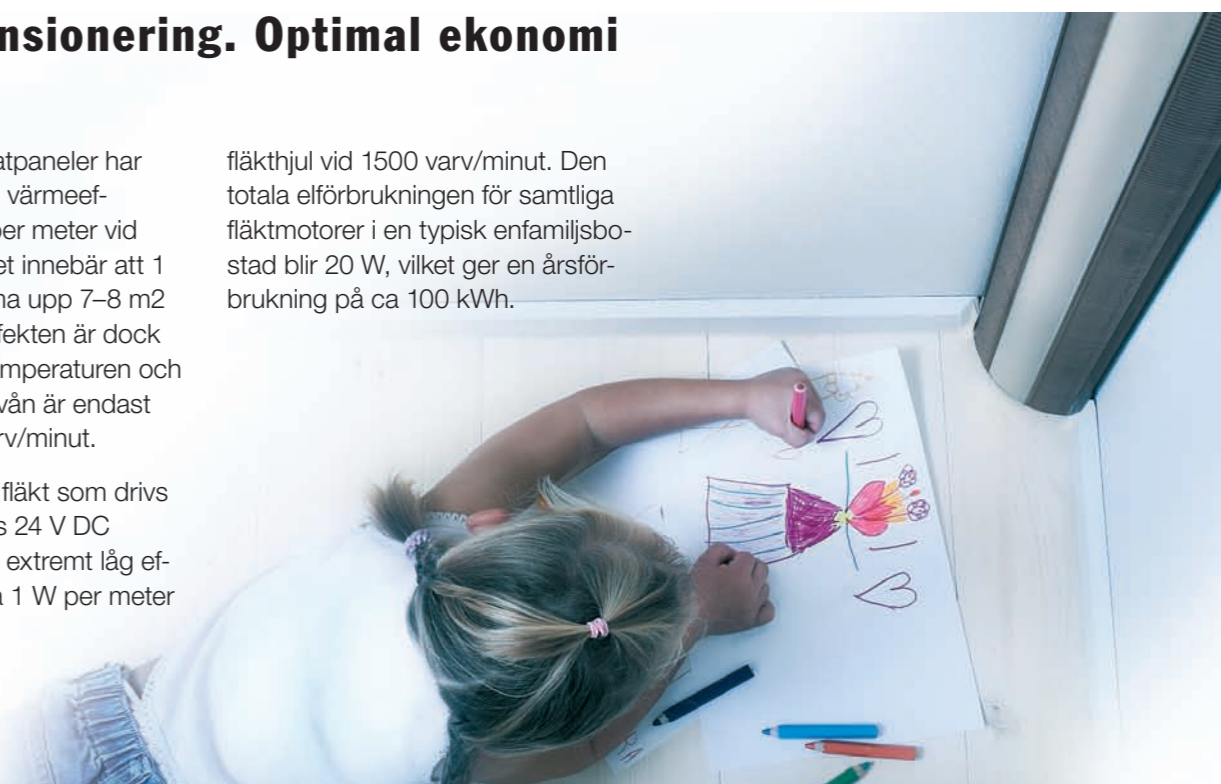 nsionering. Optimal ekonomi
atpaneler har
värmeef-
per meter vid
et innebär att 1
na upp 7–8 m2
fekten är dock
mperaturen och
vån är endast
rv/minut.
fläkt som drivs
s 24 V DC
extremt låg ef-
a 1 W per meter
fläkthjul vid 1500 varv/minut. Den
totala elförbrukningen för samtliga
fläktmotorer i en typisk enfamiljsbo-
stad blir 20 W, vilket ger en årsför-
brukning på ca 100 kWh.